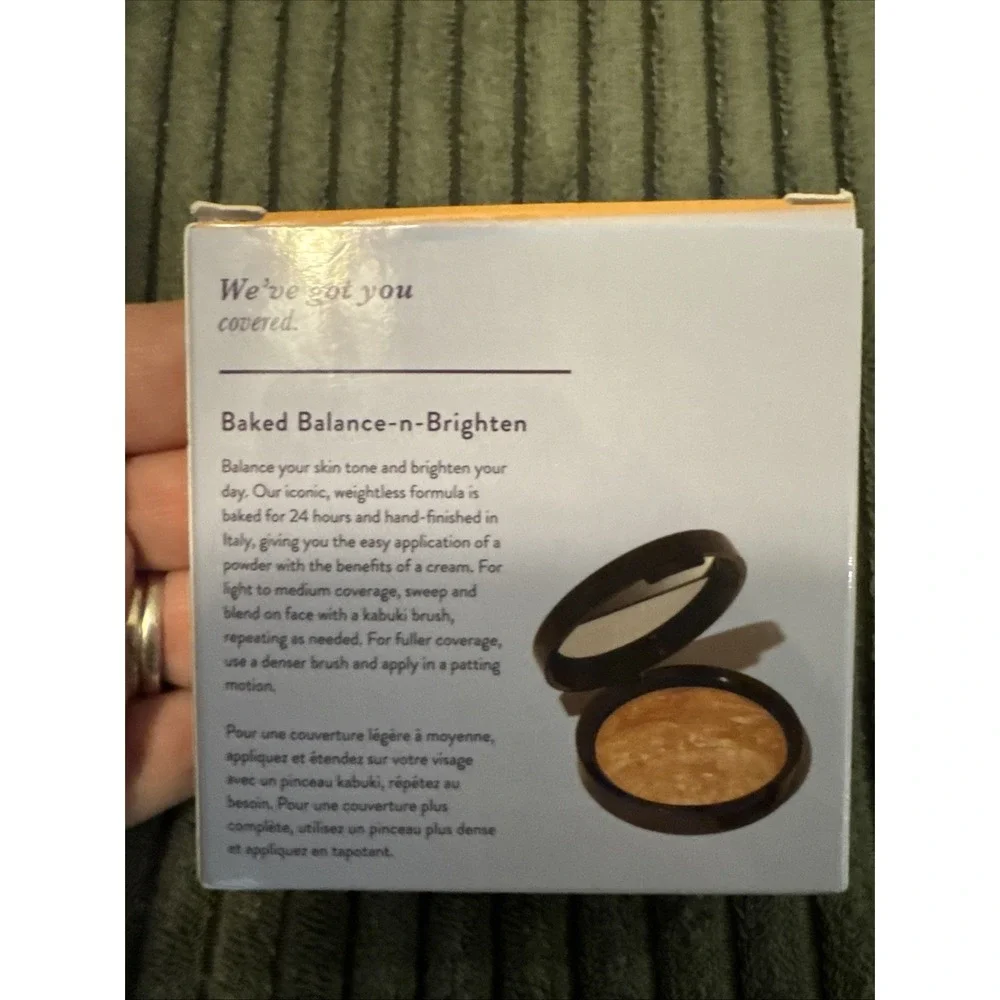 We've got you
covered.
Baked Balance-n-Brighten
Balance your skin tone and brighten your
day. Our iconic, weightless formula is
baked for 24 hours and hand-finished in
Italy, giving you the easy application of a
powder with the benefits of a cream. For
light to medium coverage, sweep and
blend on face with a kabuki brush,
repeating as needed. For fuller coverage,
use a denser brush and apply in a patting
motion.
Pour une couverture légère à moyenne,
appliquez et étendez sur votre visage
avec un pinceau kabuki, répétez au
besoin. Pour une couverture plus
complète, utilisez un pinceau plus dense
et appliquez en tapotant.